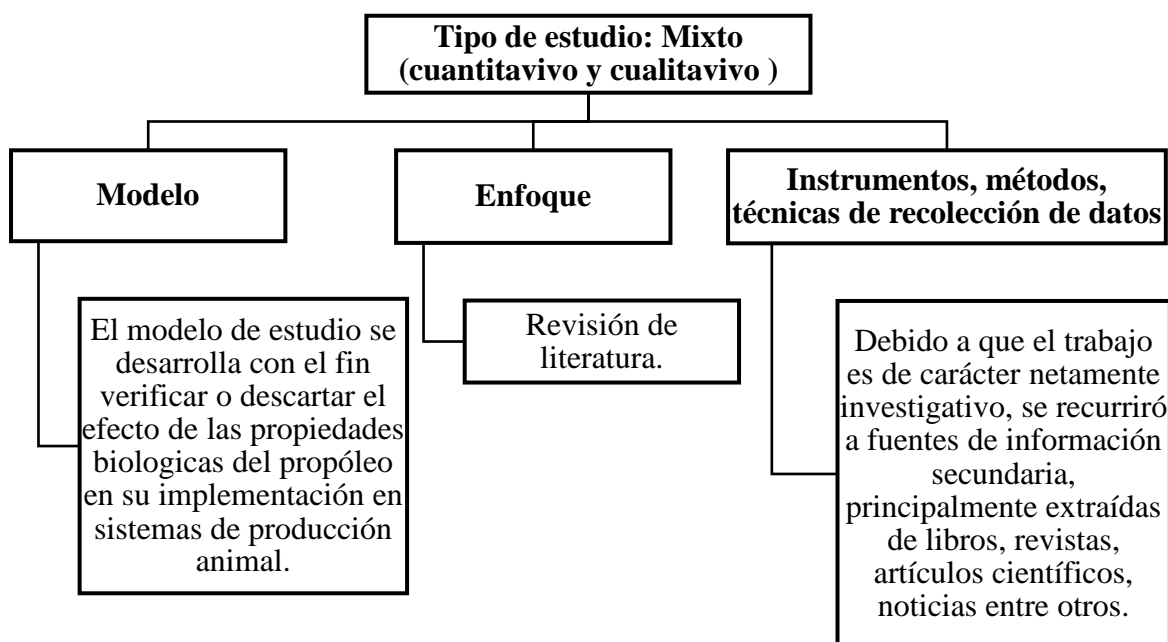 Tipo de estudio: Mixto
(cuantitavivo y cualitavivo )
Modelo
Enfoque
Instrumentos, métodos,
técnicas de recolección de datos
El modelo de estudio se
desarrolla con el fin
verificar o descartar el
efecto de las propiedades
biologicas del propóleo
en su implementación en
sistemas de producción
animal.
Revisión de
literatura.
Debido a que el trabajo
es de carácter netamente
investigativo, se recurriró
a fuentes de información
secundaria,
principalmente extraídas
de libros, revistas,
artículos científicos,
noticias entre otros.